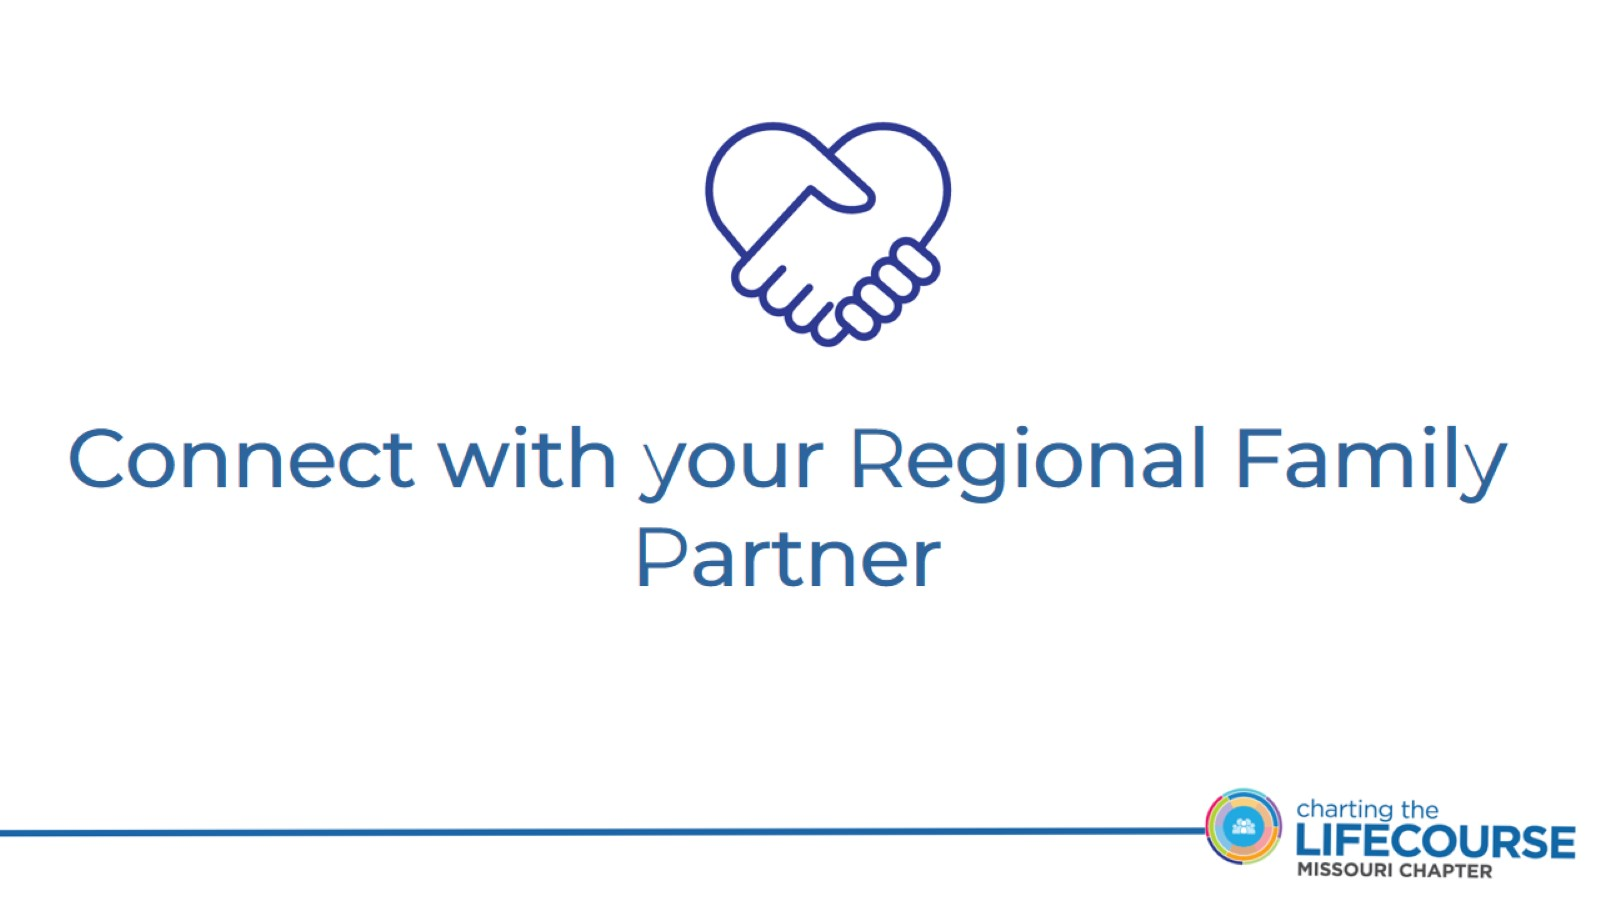 Connect with your Regional Family
Partner
charting the
LIFECOURSE
MISSOURI CHAPTER